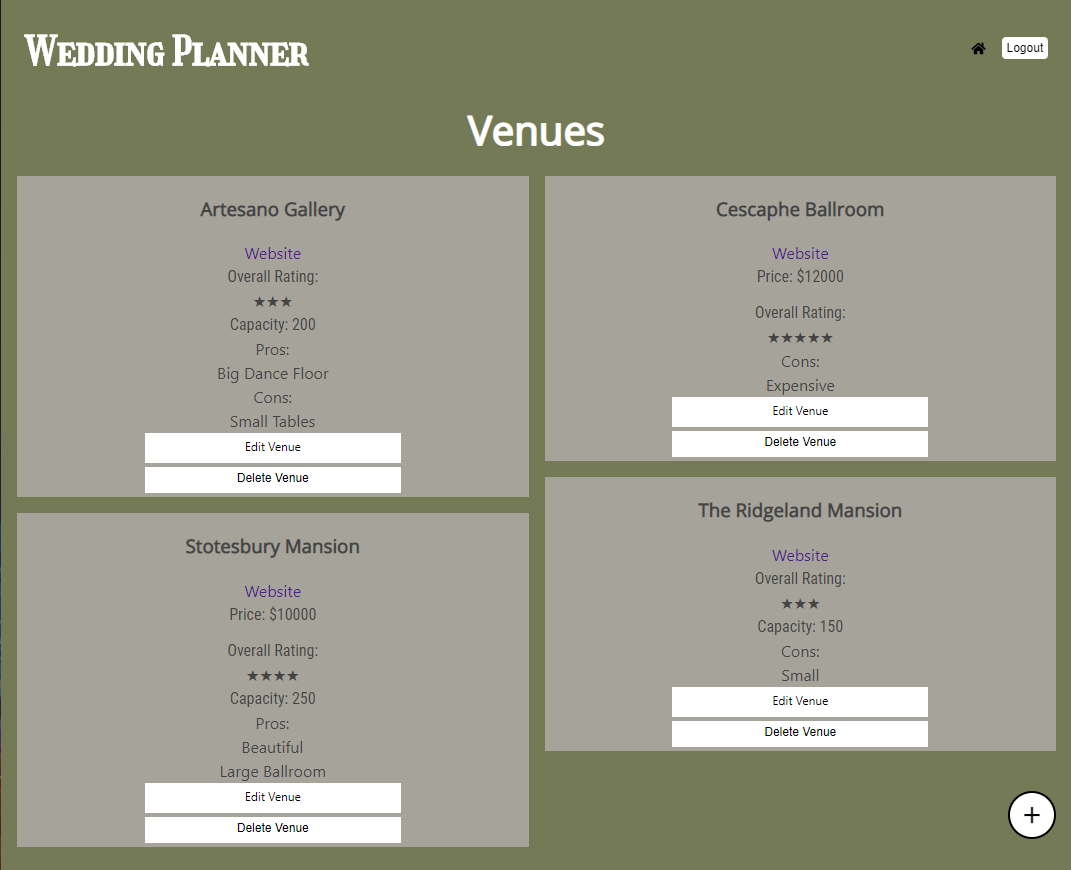 Wedding Planner
Logout
Venues
Artesano Gallery
Website
Overall Rating:
★★★
Capacity: 200
Pros:
Big Dance Floor
Cons:
Small Tables
Edit Venue
Delete Venue
Stotesbury Mansion
Website
Price: $10000
Overall Rating:
★★★★
Capacity: 250
Pros:
Beautiful
Large Ballroom
Edit Venue
Delete Venue
Cescaphe Ballroom
Website
Price: $12000
Overall Rating:
★★★★★
Cons:
Expensive
Edit Venue
Delete Venue
The Ridgeland Mansion
Website
Overall Rating:
★★★
Capacity: 150
Cons:
Small
Edit Venue
Delete Venue
+